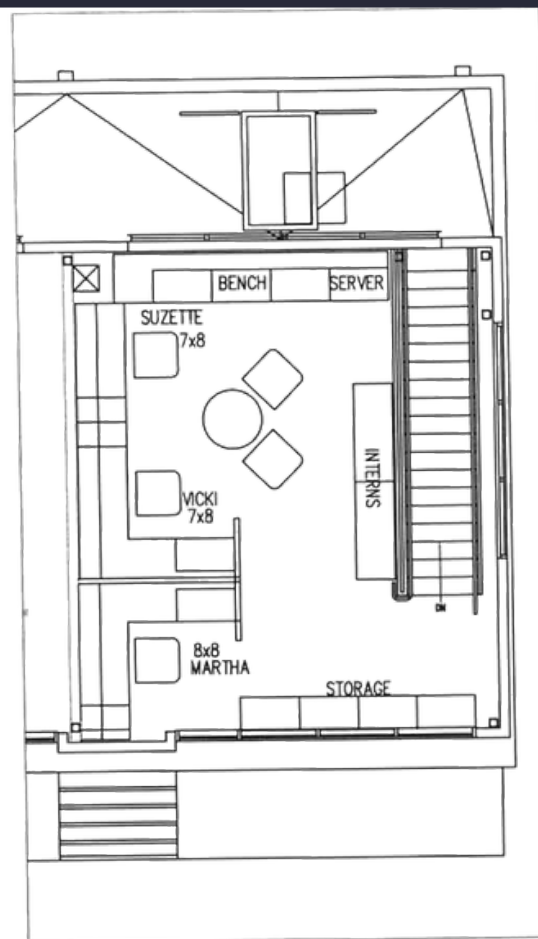 BENCH
SERVER
SUZETTE
7x8
INTERNS
VICKI
7x8
8x8
MARTHA
STORAGE
DN